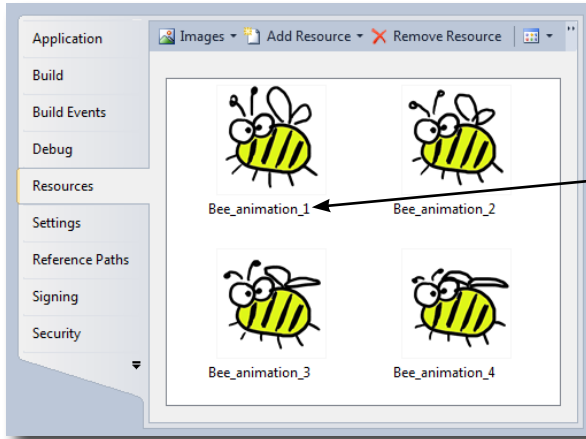 Application
Build
Build Events
Debug
Resources
Settings
Reference Paths
Signing
Security
Images Add Resource Remove Resource
Bee_animation_1 Bee_animation_2
Bee_animation_3 Bee_animation_4